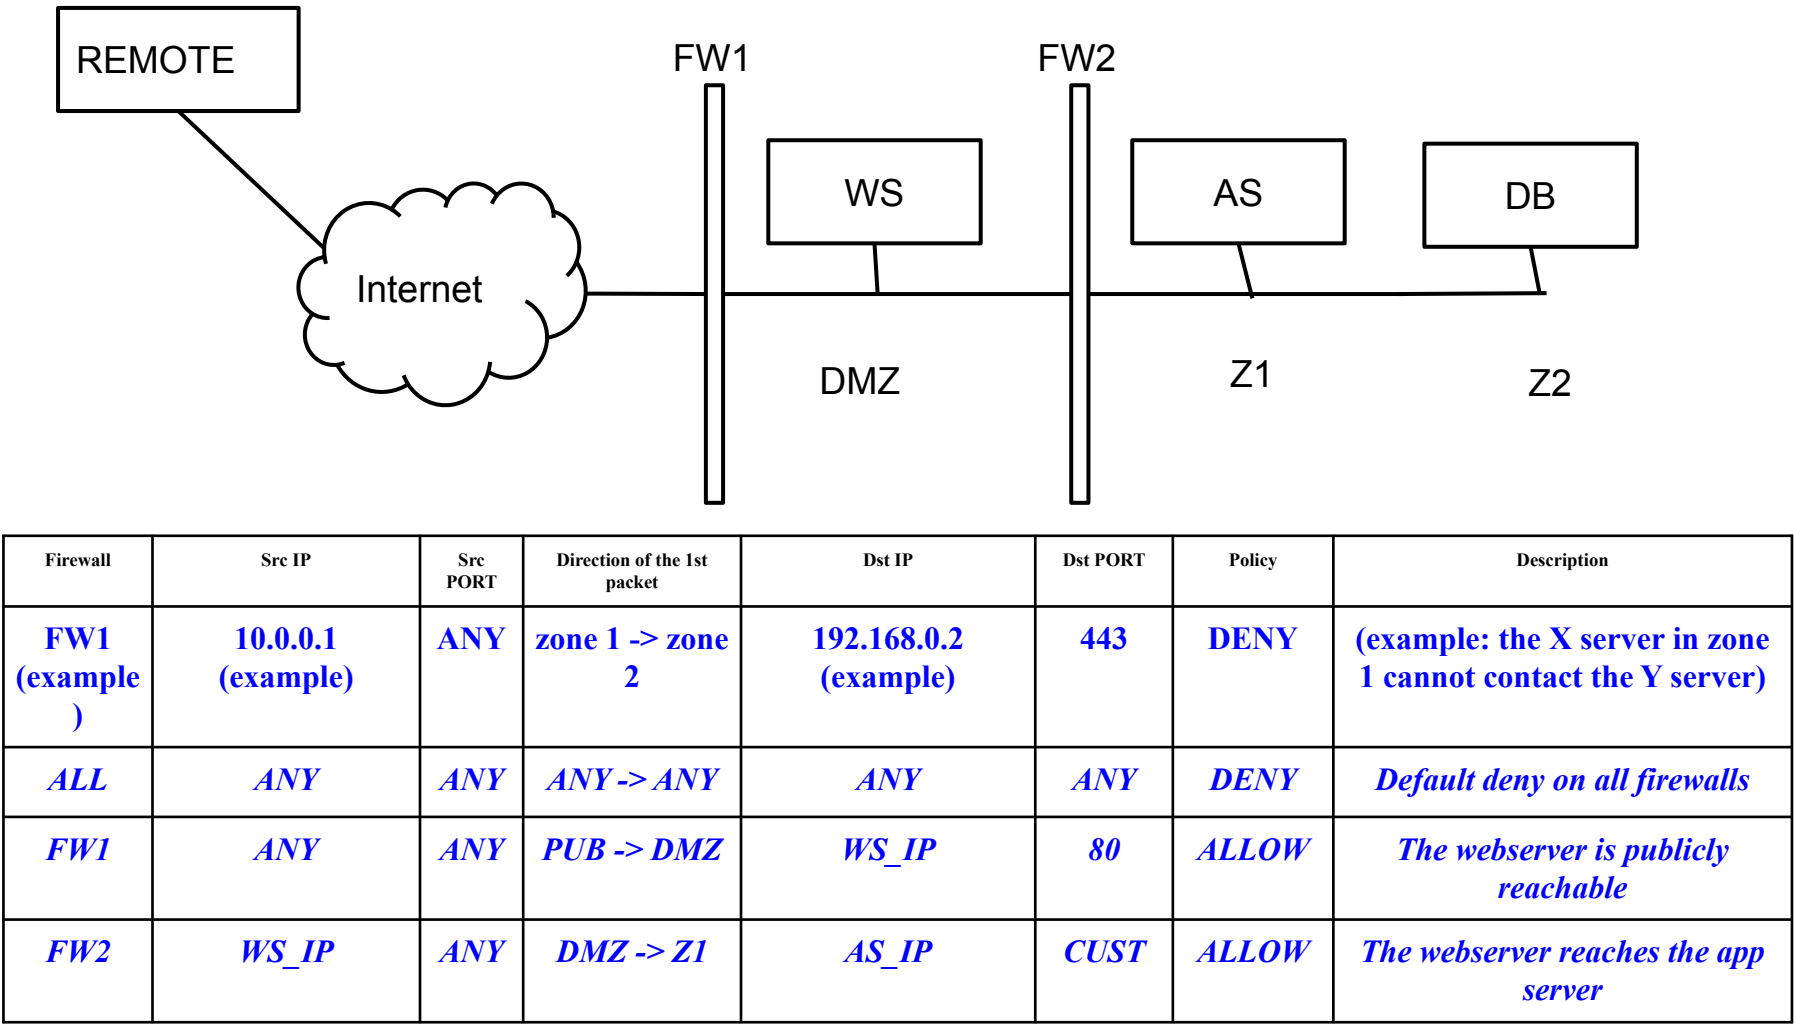 REMOTE
FW1
FW2
WS
AS
DB
Internet
DMZ
Z1
Z2
Firewall Src IP Src PORT Direction of the 1st packet Dst IP Dst PORT Policy Description
FW1 (example) 10.0.0.1 (example) ANY zone 1 -> zone 2 192.168.0.2 (example) 443 DENY (example: the X server in zone 1 cannot contact the Y server)
ALL ANY ANY ANY -> ANY ANY ANY DENY Default deny on all firewalls
FW1 ANY ANY PUB -> DMZ WS_IP 80 ALLOW The webserver is publicly reachable
FW2 WS_IP ANY DMZ -> Z1 AS_IP CUST ALLOW The webserver reaches the app server